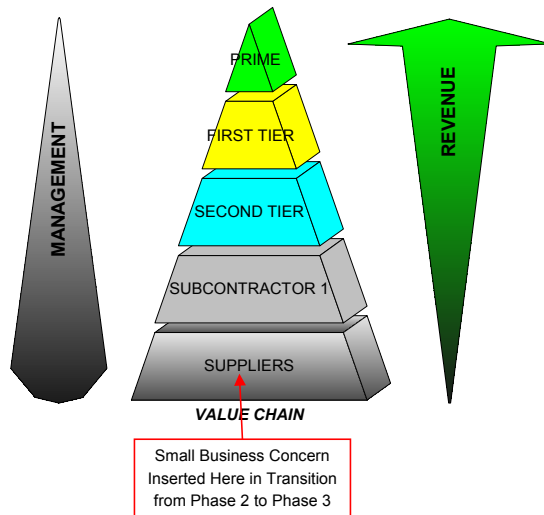 PRIME
FIRST TIER
SECOND TIER
SUBCONTRACTOR 1
SUPPLIERS
MANAGEMENT
REVENUE
VALUE CHAIN
Small Business Concern
Inserted Here in Transition
from Phase 2 to Phase 3